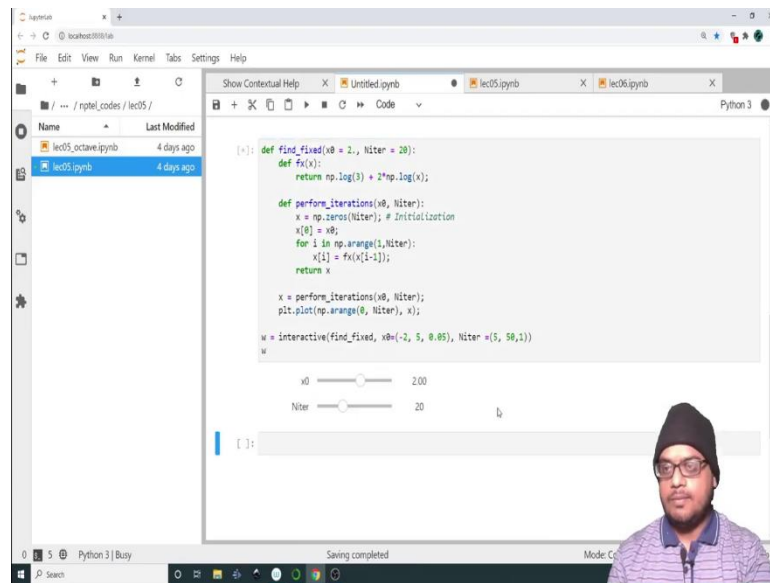 JupyterLab
localhost:8888/lab
File Edit View Run Kernel Tabs Settings Help
Show Contextual Help
Untitled.ipynb
lec05.ipynb
lec06.ipynb
/ ... / nptel_codes / lec05 /
Code
Python 3
Name
Last Modified
lec05_octave.ipynb 4 days ago
lec05.ipynb 4 days ago
[*]: def find_fixed(x0 = 2., Niter = 20):
def fx(x):
return np.log(3) + 2*np.log(x);
def perform_iterations(x0, Niter):
x = np.zeros(Niter); # Initialization
x[0] = x0;
for i in np.arange(1,Niter):
x[i] = fx(x[i-1]);
return x
x = perform_iterations(x0, Niter);
plt.plot(np.arange(0, Niter), x);
w = interactive(find_fixed, x0=(-2, 5, 0.05), Niter =(5, 50,1))
w
x0 2.00
Niter 20
[ ]:
0 5 Python 3 | Busy
Saving completed
Mode:
Search